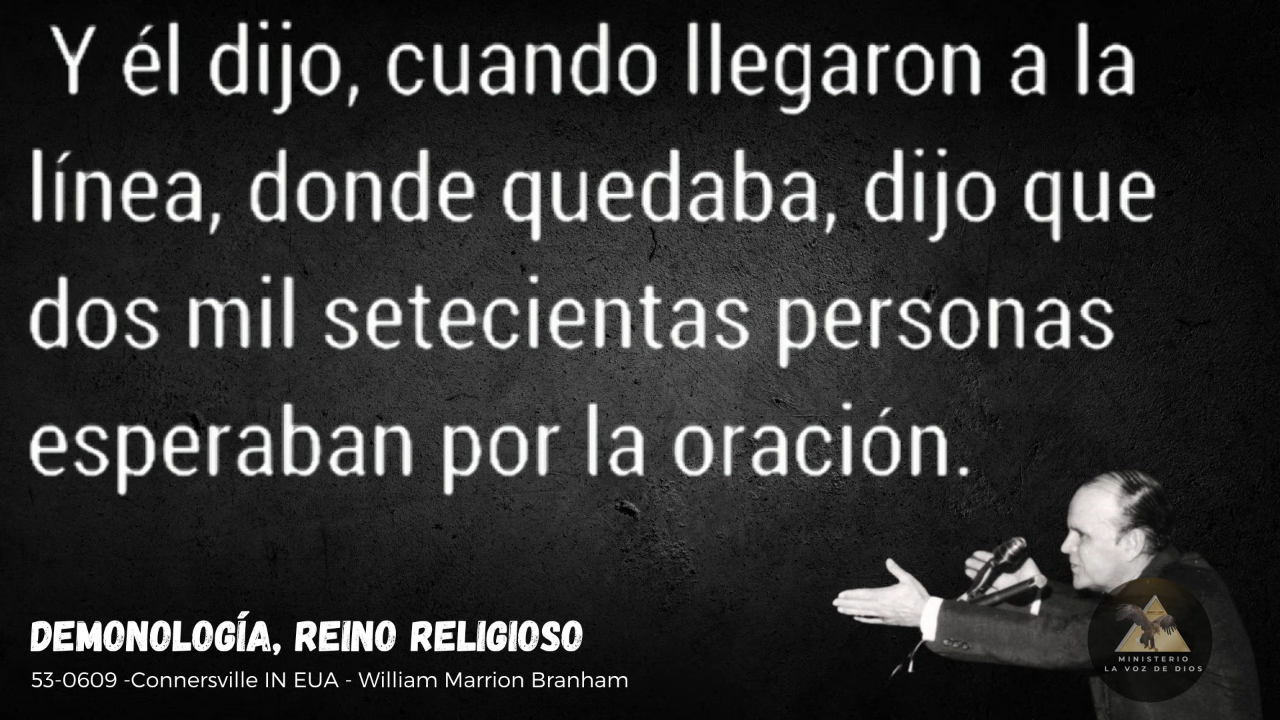 Y él dijo, cuando llegaron a la
línea, donde quedaba, dijo que
dos mil setecientas personas
esperaban por la oración.
DEMONOLOGÍA, REINO RELIGIOSO
53-0609 -Connersville IN EUA - William Marrion Branham
MINISTERIO
LA VOZ DE DIOS